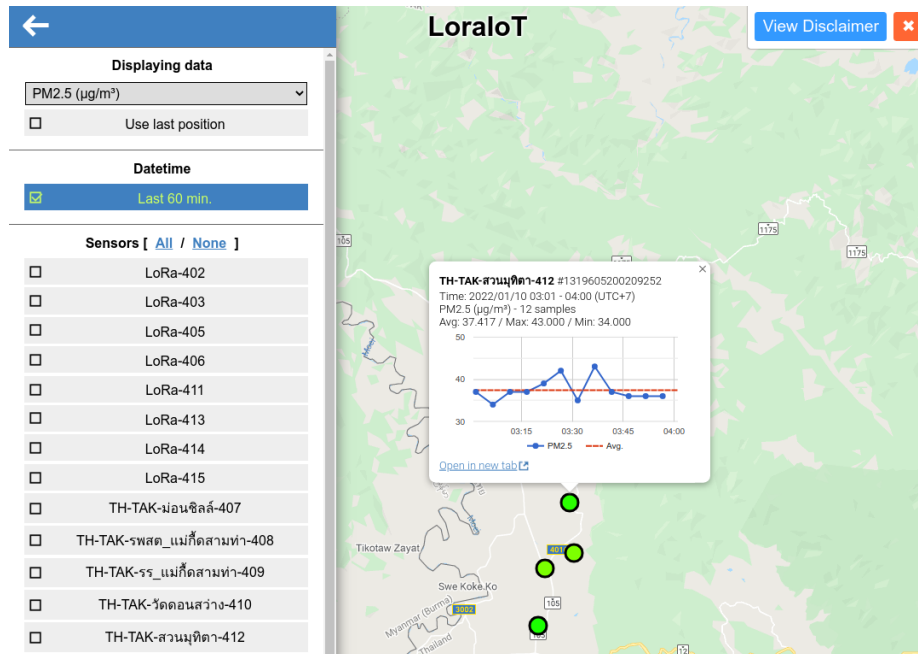 LoraIoT
View Disclaimer
Displaying data
PM2.5 (µg/m³)
Use last position
Datetime
Last 60 min.
Sensors [ All / None ]
LoRa-402
LoRa-403
LoRa-405
LoRa-406
LoRa-411
LoRa-413
LoRa-414
LoRa-415
TH-TAK-ม่อนชิลล์-407
TH-TAK-รพสต_แม่กื้ดสามท่า-408
TH-TAK-รร_แม่กื้ดสามท่า-409
TH-TAK-วัดดอนสว่าง-410
TH-TAK-สวนมุทิตา-412
105
1175
1175
TH-TAK-สวนมุทิตา-412 #1319605200209252
Time: 2022/01/10 03:01 - 04:00 (UTC+7)
PM2.5 (µg/m³) - 12 samples
Avg: 37.417 / Max: 43.000 / Min: 34.000
50
40
30
03:15 03:30 03:45 04:00
PM2.5 Avg.
Open in new tab
Moei
Moei
Tikotaw Zayat
Swe Koke Ko
3002
105
Myanmar (Burma)
Thailand
12